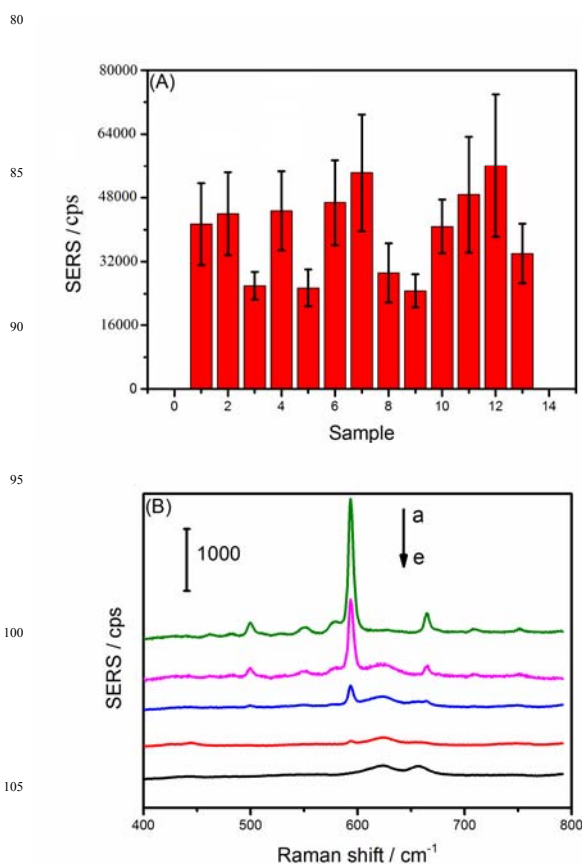 80
80000
(A)
64000
85
48000
SERS / cps
32000
90
16000
0
0 2 4 6 8 10 12 14
Sample
95
(B)
a
1000
e
100
SERS / cps
105
400 500 600 700 800
Raman shift / cm⁻¹